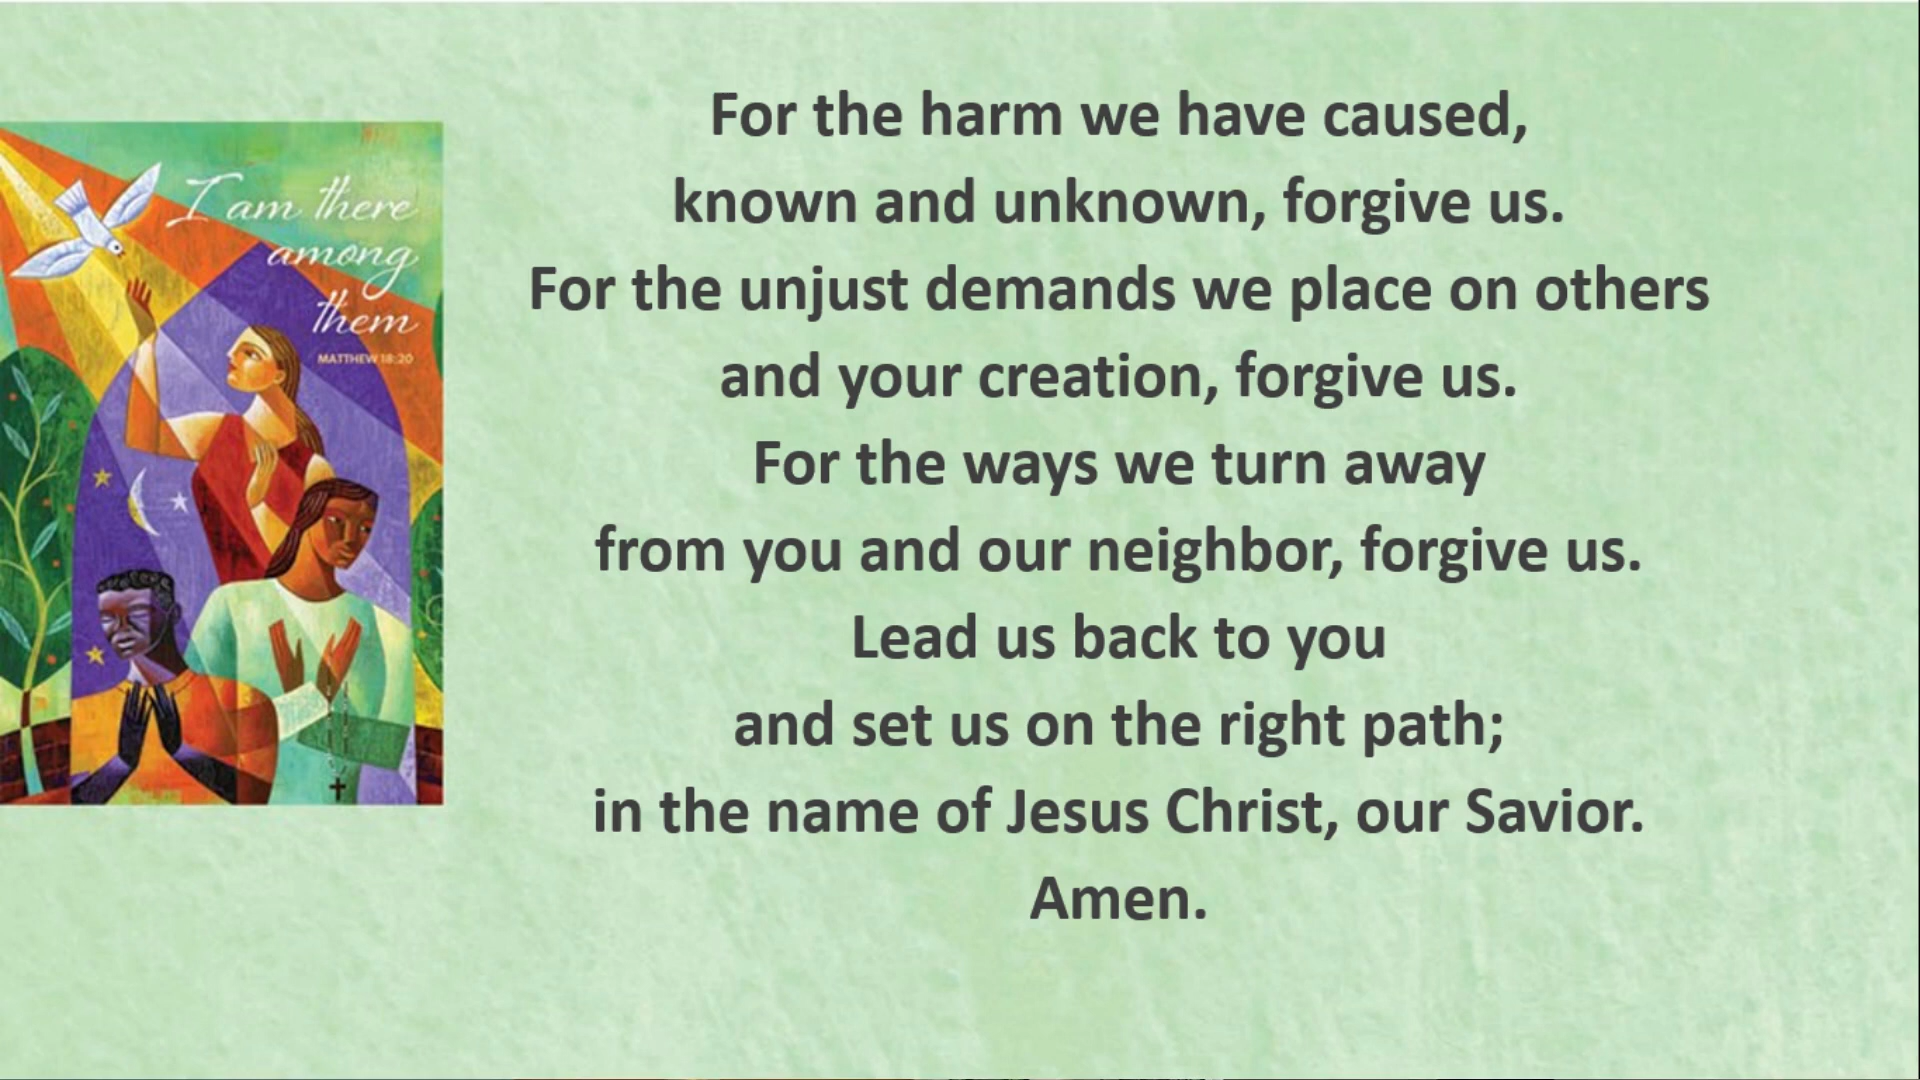 I am there
among
them
MATTHEW 18:20
For the harm we have caused,
known and unknown, forgive us.
For the unjust demands we place on others
and your creation, forgive us.
For the ways we turn away
from you and our neighbor, forgive us.
Lead us back to you
and set us on the right path;
in the name of Jesus Christ, our Savior.
Amen.